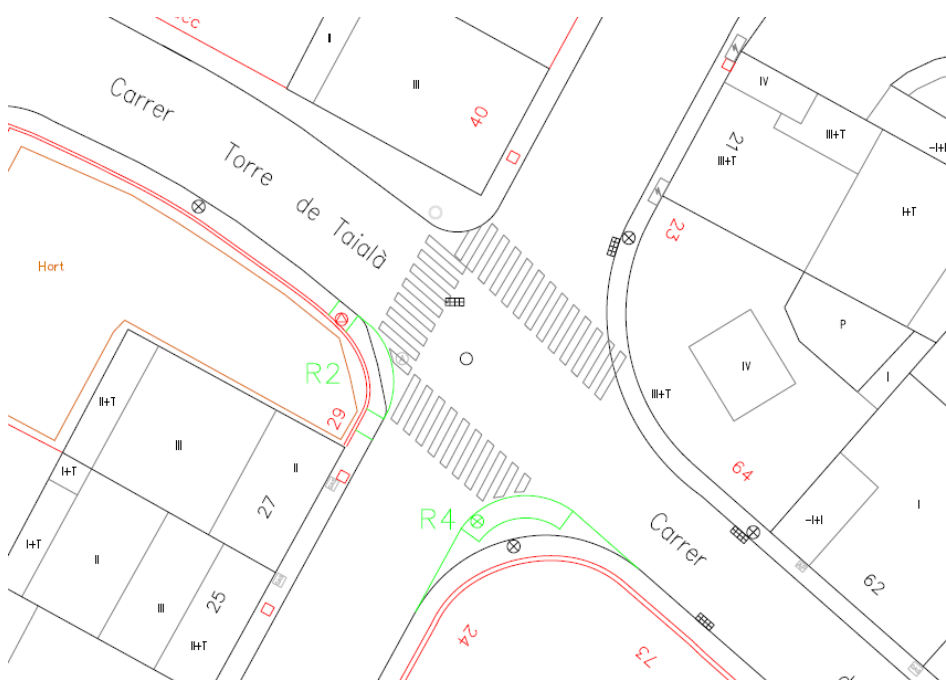 I
III
40
Carrer Torre de Taialà
IV
III+T
-I+I
21
III+T
I+T
23
Hort
P
R2
IV
I
III+T
II+T
29
III
II
64
I+T
27
R4
-I+I
I
Carrer
I+T
II
62
III
25
24
73
II+T